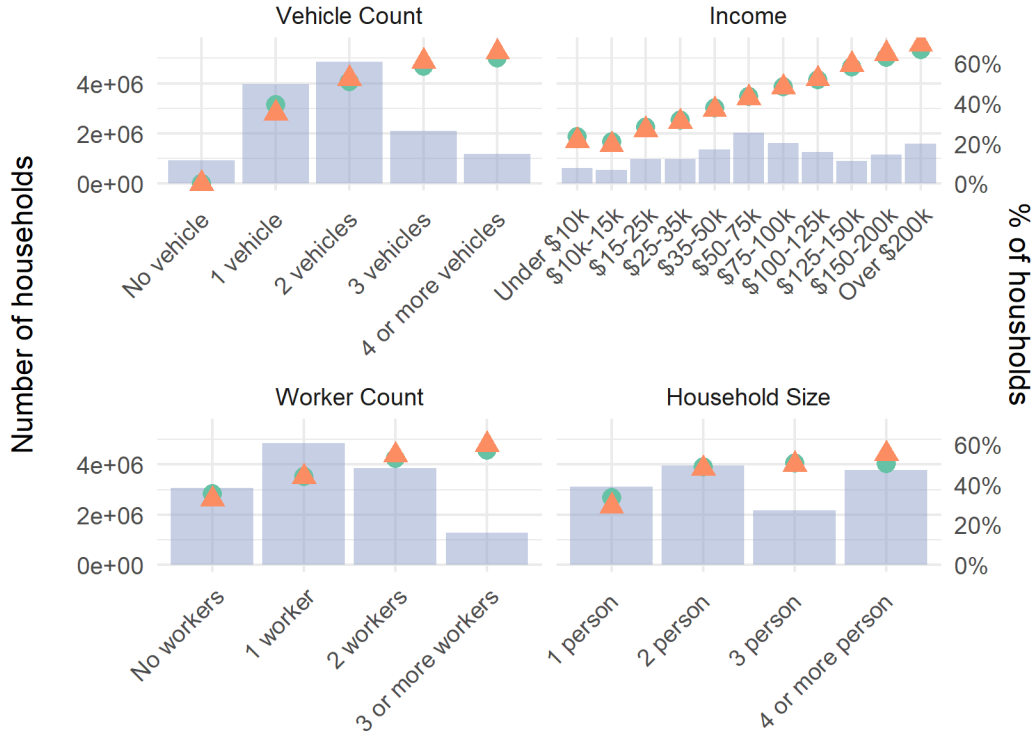 Vehicle Count
Income
Number of households
4e+06
2e+06
0e+00
60%
40%
20%
0%
No vehicle
1 vehicle
2 vehicles
3 vehicles
4 or more vehicles
Under $10k
$10k-15k
$15-25k
$25-35k
$35-50k
$50-75k
$75-100k
$100-125k
$125-150k
$150-200k
Over $200k
% of housholds
Worker Count
Household Size
4e+06
2e+06
0e+00
60%
40%
20%
0%
No workers
1 worker
2 workers
3 or more workers
1 person
2 person
3 person
4 or more person